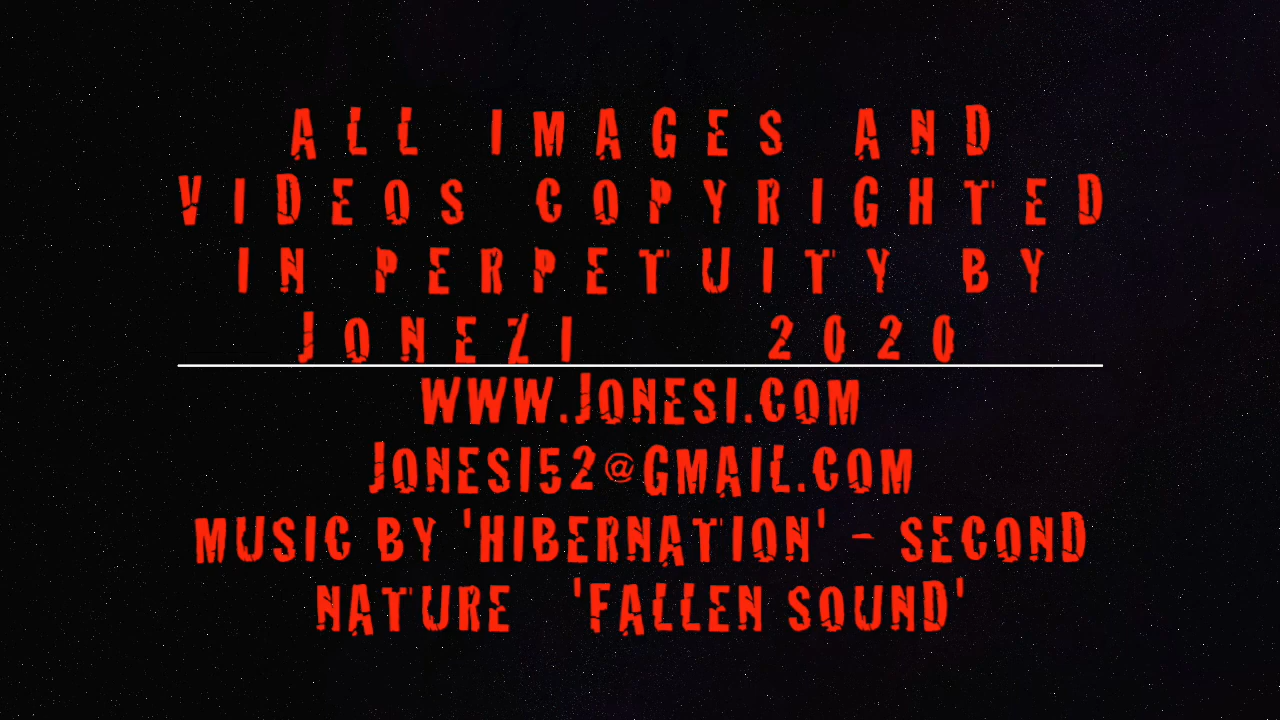 ALL IMAGES AND
VIDEOS COPYRIGHTED
IN PERPETUITY BY
JONEZI 2020
WWW.JONESI.COM
JONESI52@GMAIL.COM
MUSIC BY 'HIBERNATION' - SECOND
NATURE 'FALLEN SOUND'